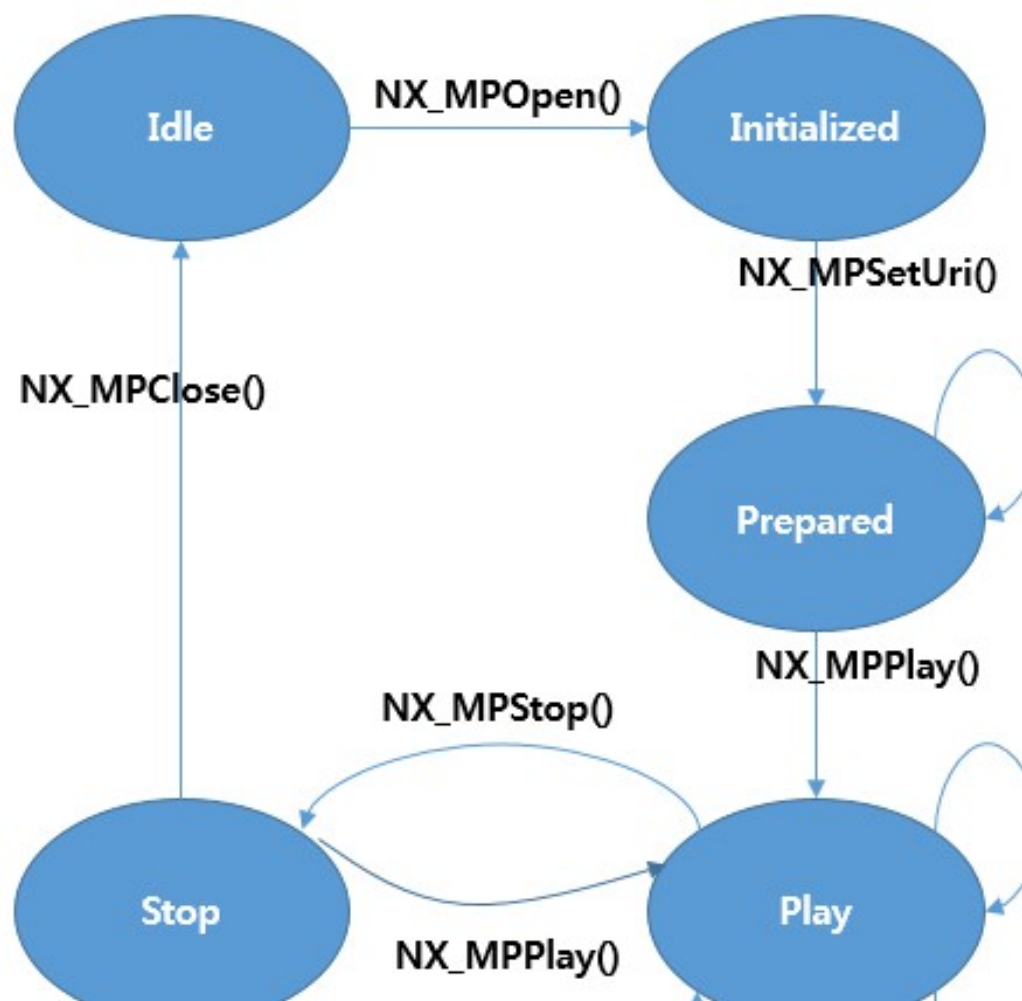 Idle
NX_MPOpen()
Initialized
NX_MPSetUri()
NX_MPClose()
Prepared
NX_MPPlay()
NX_MPStop()
Stop
Play
NX_MPPlay()